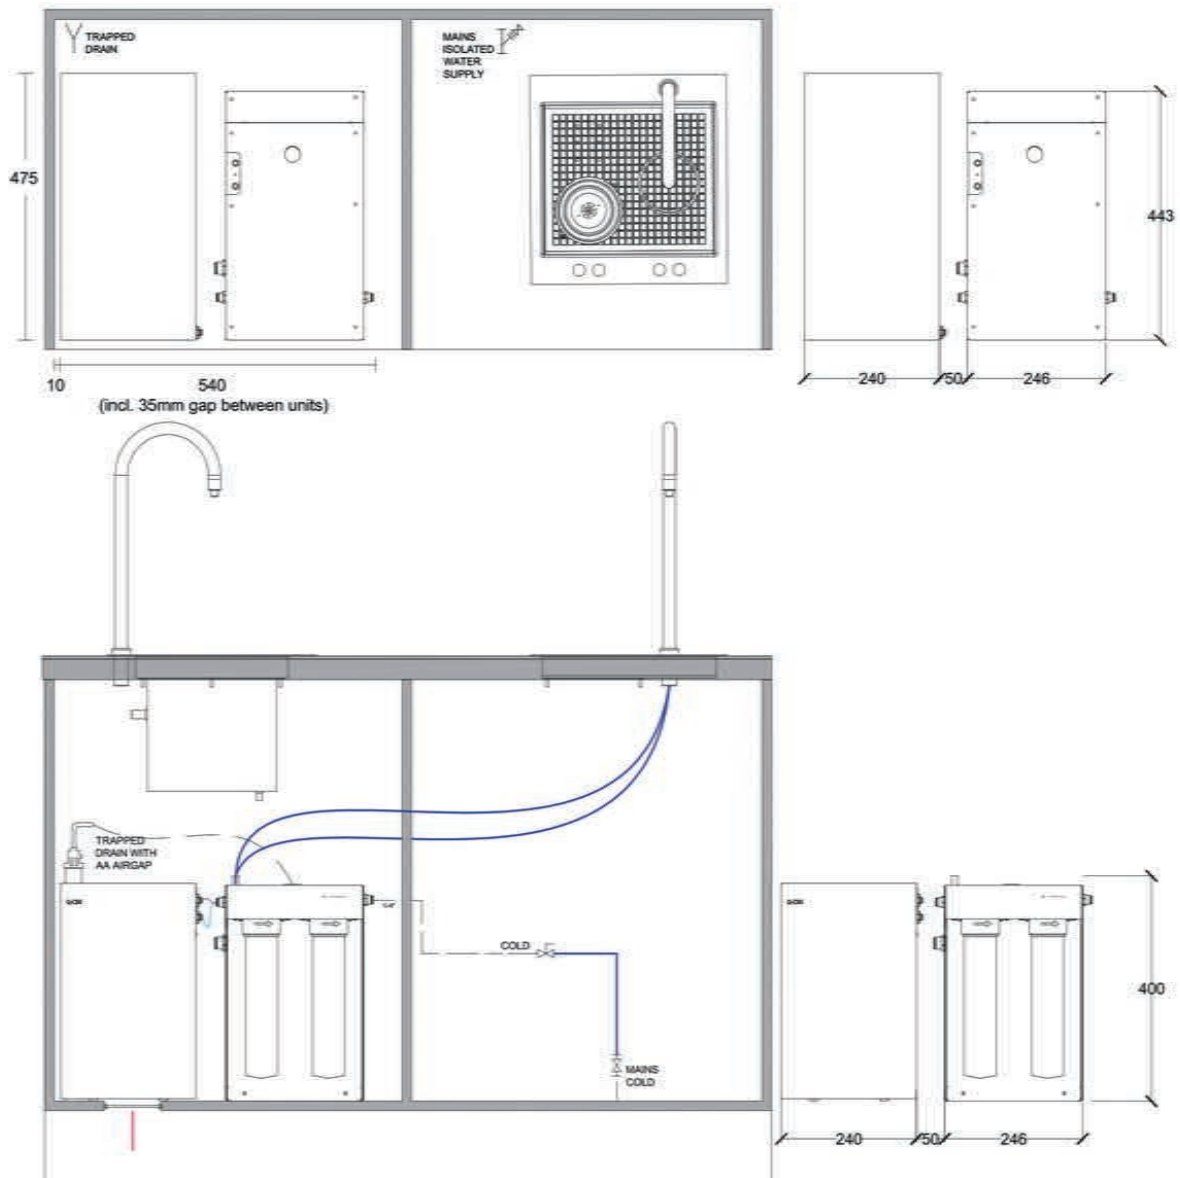 TRAPPED
DRAIN
MAINS
ISOLATED
WATER
SUPPLY
475
443
10
540
(incl. 35mm gap between units)
240
50
246
TRAPPED
DRAIN WITH
AA AIRGAP
COLD
MAINS
COLD
400
240
50
246